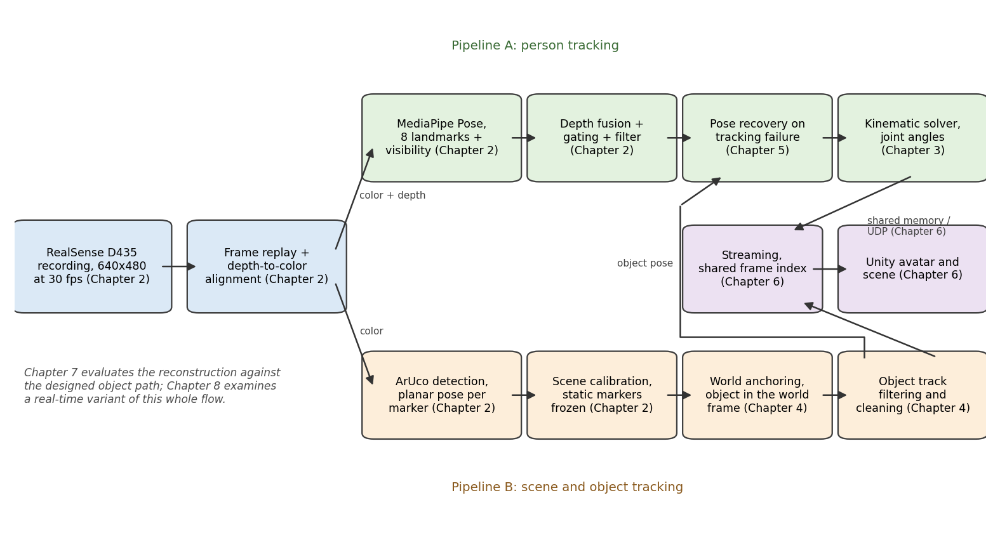 Pipeline A: person tracking
MediaPipe Pose,
8 landmarks +
visibility (Chapter 2)
Depth fusion +
gating + filter
(Chapter 2)
Pose recovery on
tracking failure
(Chapter 5)
Kinematic solver,
joint angles
(Chapter 3)
color + depth
RealSense D435
recording, 640x480
at 30 fps (Chapter 2)
Frame replay +
depth-to-color
alignment (Chapter 2)
object pose
Streaming,
shared frame index
(Chapter 6)
shared memory /
UDP (Chapter 6)
Unity avatar and
scene (Chapter 6)
color
Chapter 7 evaluates the reconstruction against
the designed object path; Chapter 8 examines
a real-time variant of this whole flow.
ArUco detection,
planar pose per
marker (Chapter 2)
Scene calibration,
static markers
frozen (Chapter 2)
World anchoring,
object in the world
frame (Chapter 4)
Object track
filtering and
cleaning (Chapter 4)
Pipeline B: scene and object tracking